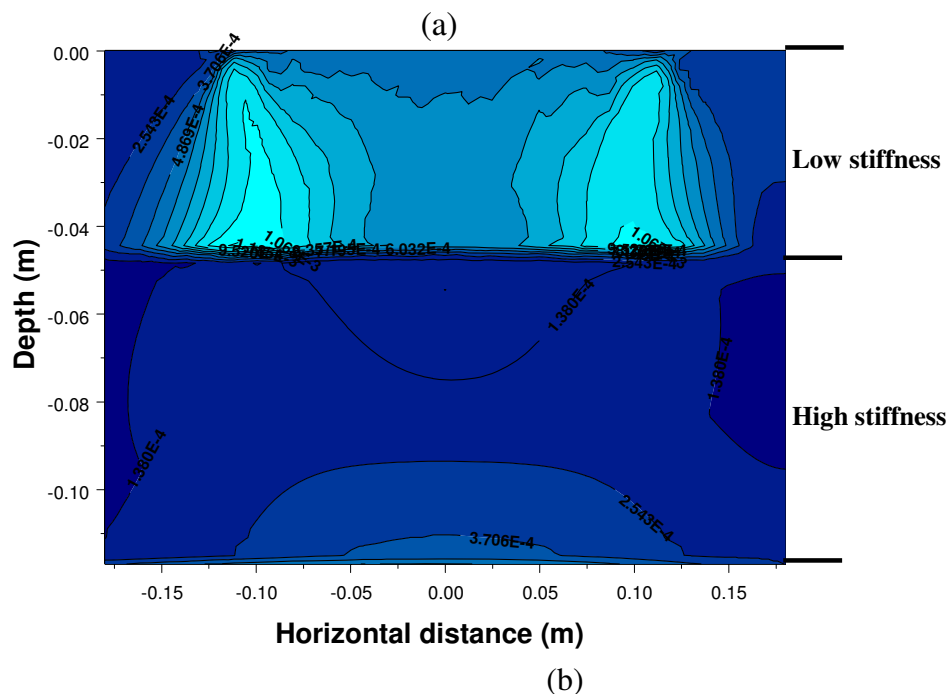 (a)
0.00
-0.02
-0.04
-0.06
-0.08
-0.10
Depth (m)
2.543E-4
3.706E-4
4.869E-4
6.032E-4
2.543E-4
1.380E-4
1.380E-4
1.380E-4
2.543E-4
3.706E-4
Low stiffness
High stiffness
-0.15
-0.10
-0.05
0.00
0.05
0.10
0.15
Horizontal distance (m)
(b)